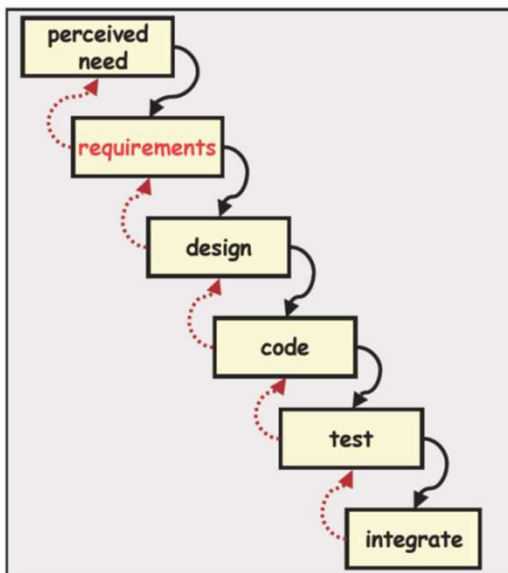 perceived
need
requirements
design
code
test
integrate